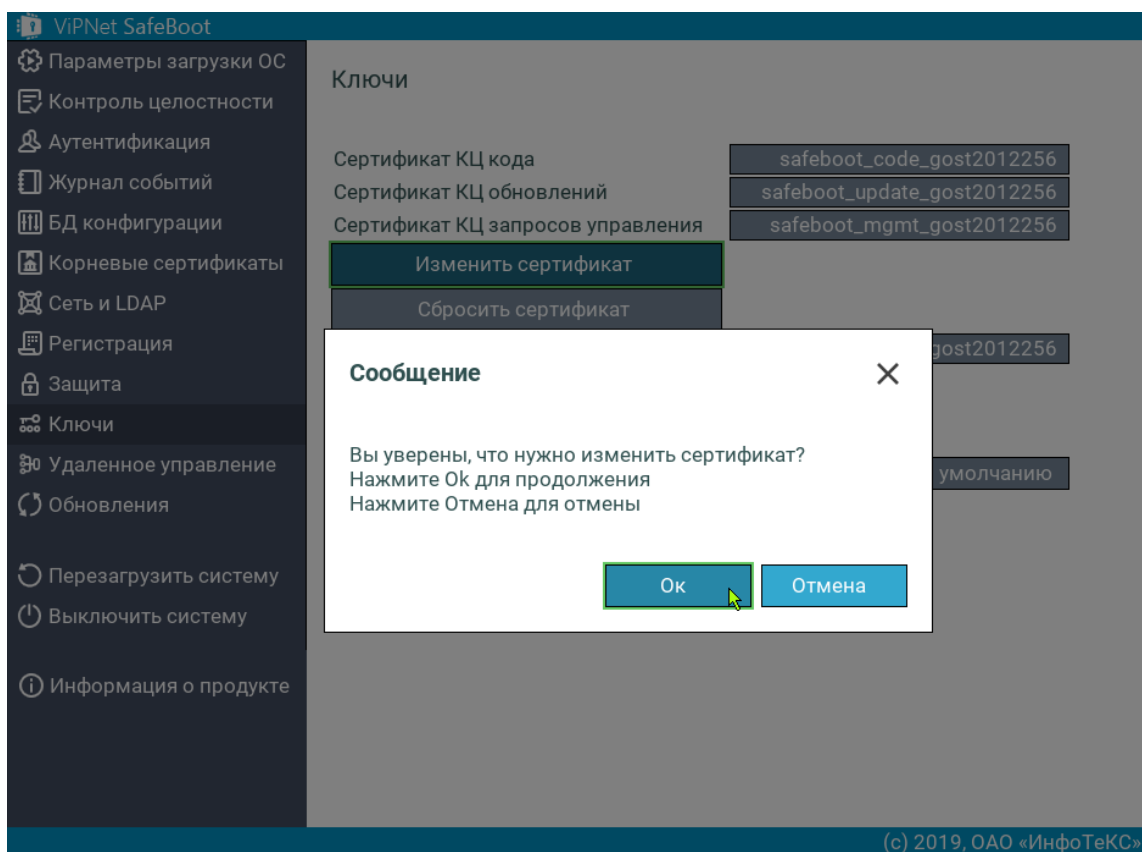 ViPNet SafeBoot
Параметры загрузки ОС
Контроль целостности
Аутентификация
Журнал событий
БД конфигурации
Корневые сертификаты
Сеть и LDAP
Регистрация
Защита
Ключи
Удаленное управление
Обновления
Перезагрузить систему
Выключить систему
Информация о продукте
Ключи
Сертификат КЦ кода safeboot_code_gost2012256
Сертификат КЦ обновлений safeboot_update_gost2012256
Сертификат КЦ запросов управления safeboot_mgmt_gost2012256
Изменить сертификат
Сбросить сертификат
gost2012256
умолчанию
Сообщение
Вы уверены, что нужно изменить сертификат?
Нажмите Ok для продолжения
Нажмите Отмена для отмены
Ок Отмена
(c) 2019, ОАО «ИнфоТеКС»